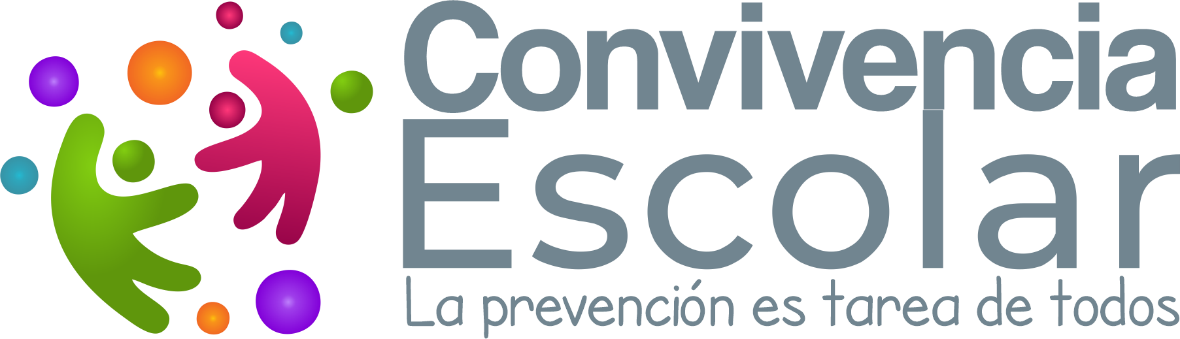 Convivencia
Escolar
La prevención es tarea de todos